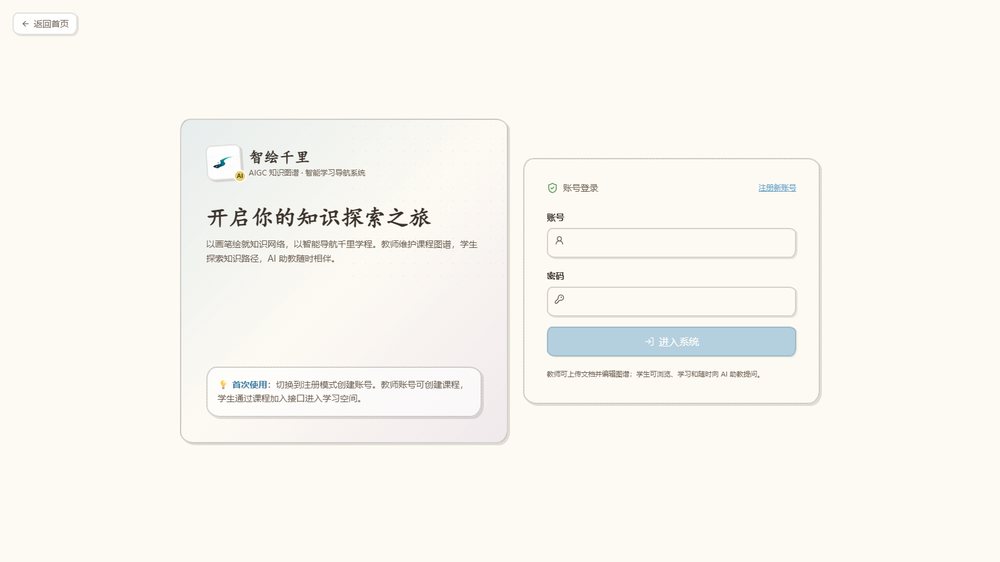 返回首页
智绘千里
AI
AIGC 知识图谱 · 智能学习导航系统
开启你的知识探索之旅
以画笔绘就知识网络，以智能导航千里学程。教师维护课程图谱，学生
探索知识路径，AI 助教随时相伴。
💡 首次使用：切换到注册模式创建账号。教师账号可创建课程，
学生通过课程加入接口进入学习空间。
账号登录
注册新账号
账号
密码
进入系统
教师可上传文档并编辑图谱；学生可浏览、学习和随时向 AI 助教提问。